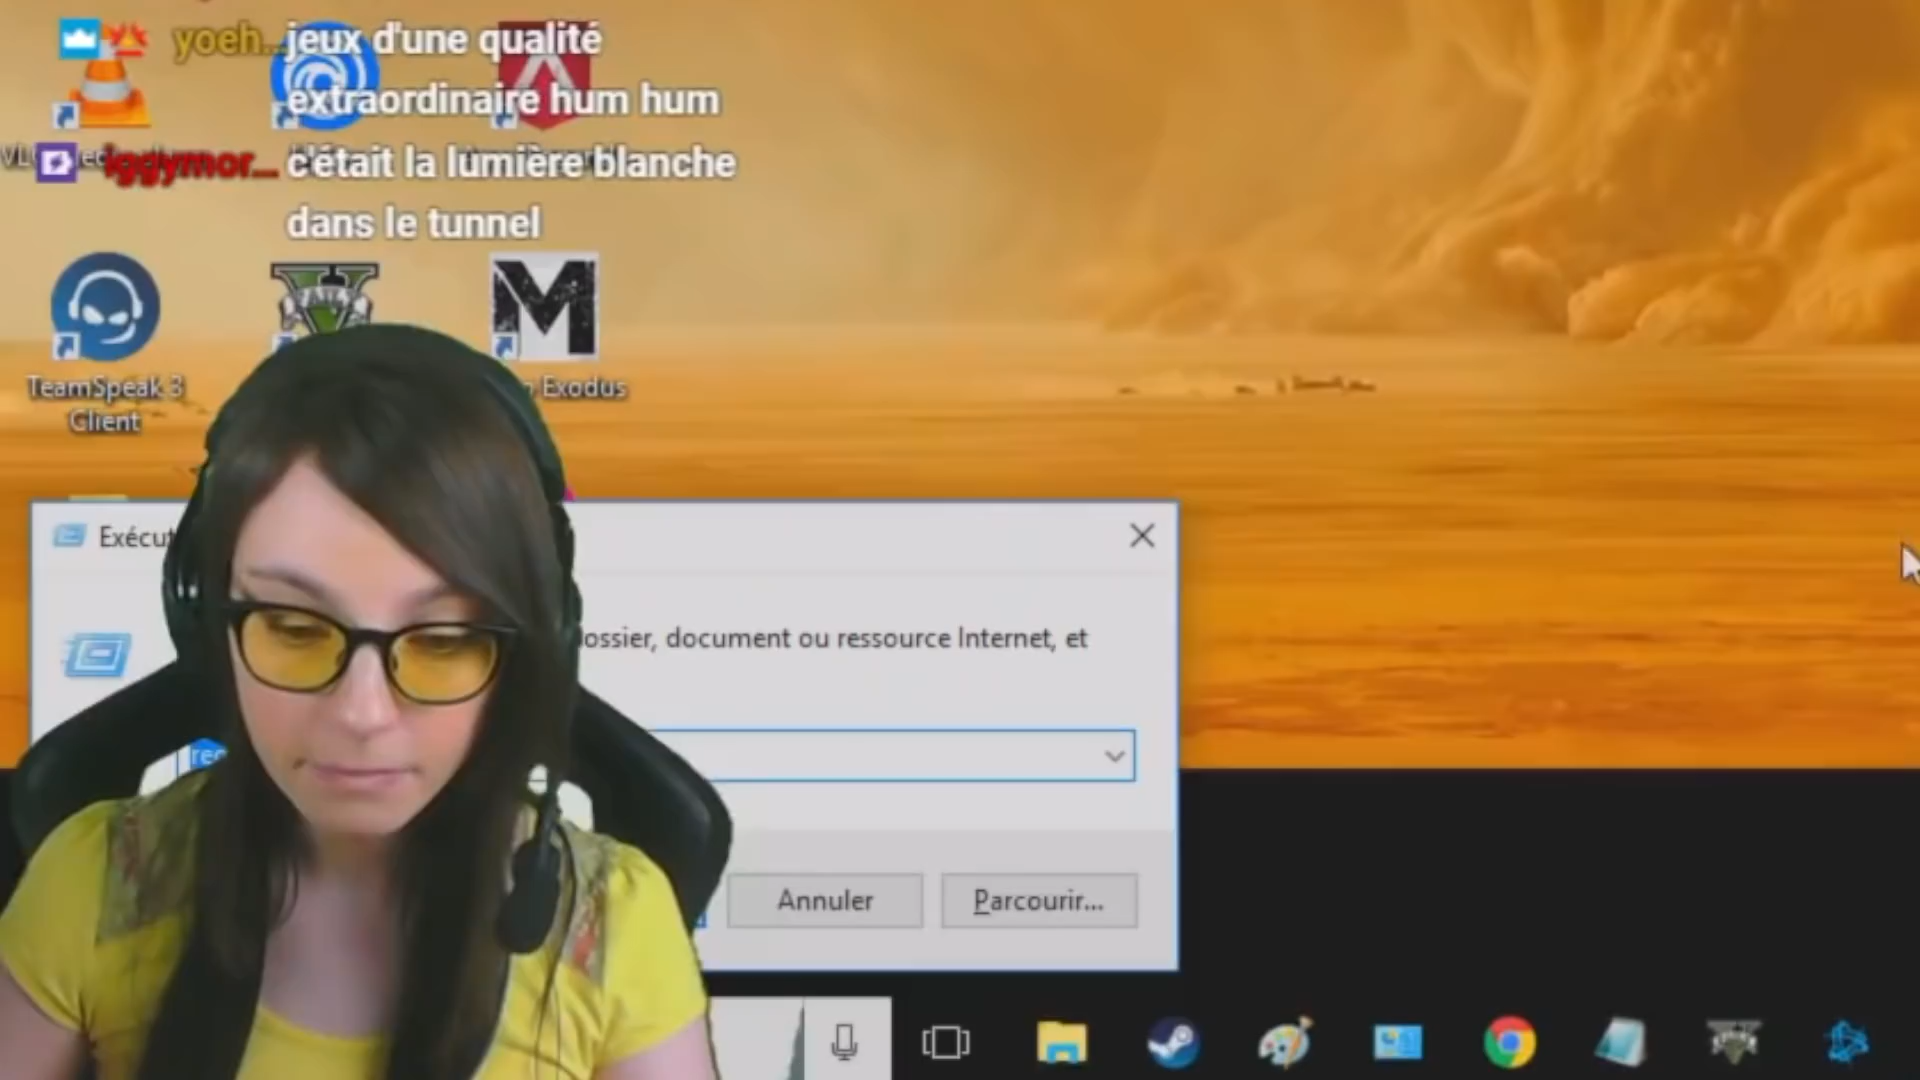 yoeh... jeux d'une qualité
extraordinaire hum hum
iggymor... c'était la lumière blanche
dans le tunnel
TeamSpeak 3
Client
Exodus
Exécut
dossier, document ou ressource Internet, et
Annuler
Parcourir...